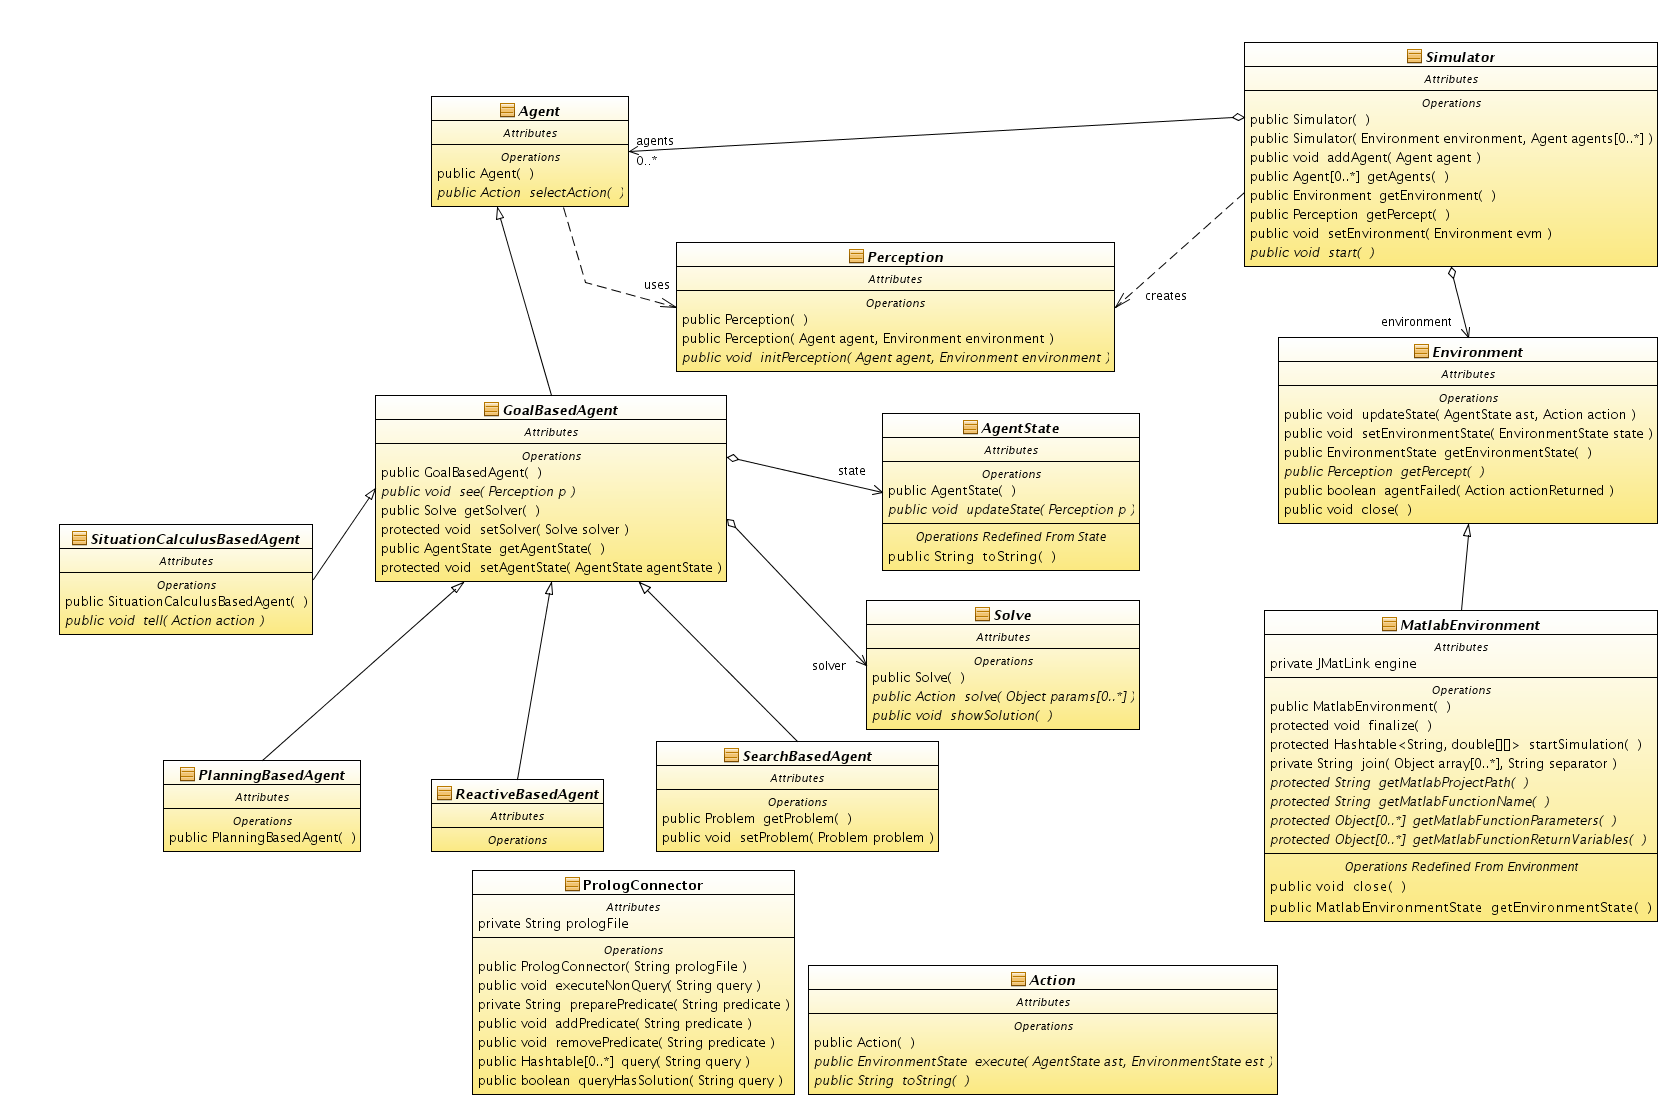 Simulator
Attributes
Operations
public Simulator(  )
public Simulator( Environment environment, Agent agents[0..*] )
public void  addAgent( Agent agent )
public Agent[0..*]  getAgents(  )
public Environment  getEnvironment(  )
public Perception  getPercept(  )
public void  setEnvironment( Environment evm )
public void  start(  )
Agent
Attributes
Operations
public Agent(  )
public Action  selectAction(  )
agents
0..*
uses
creates
environment
Perception
Attributes
Operations
public Perception(  )
public Perception( Agent agent, Environment environment )
public void  initPerception( Agent agent, Environment environment )
Environment
Attributes
Operations
public void  updateState( AgentState ast, Action action )
public void  setEnvironmentState( EnvironmentState state )
public EnvironmentState  getEnvironmentState(  )
public Perception  getPercept(  )
public boolean  agentFailed( Action actionReturned )
public void  close(  )
GoalBasedAgent
Attributes
Operations
public GoalBasedAgent(  )
public void  see( Perception p )
public Solve  getSolver(  )
protected void  setSolver( Solve solver )
public AgentState  getAgentState(  )
protected void  setAgentState( AgentState agentState )
state
solver
AgentState
Attributes
Operations
public AgentState(  )
public void  updateState( Perception p )
Operations Redefined From State
public String  toString(  )
SituationCalculusBasedAgent
Attributes
Operations
public SituationCalculusBasedAgent(  )
public void  tell( Action action )
Solve
Attributes
Operations
public Solve(  )
public Action  solve( Object params[0..*] )
public void  showSolution(  )
MatlabEnvironment
Attributes
private JMatLink engine
Operations
public MatlabEnvironment(  )
protected void  finalize(  )
protected Hashtable<String, double[][]>  startSimulation(  )
private String  join( Object array[0..*], String separator )
protected String  getMatlabProjectPath(  )
protected String  getMatlabFunctionName(  )
protected Object[0..*]  getMatlabFunctionParameters(  )
protected Object[0..*]  getMatlabFunctionReturnVariables(  )
Operations Redefined From Environment
public void  close(  )
public MatlabEnvironmentState  getEnvironmentState(  )
PlanningBasedAgent
Attributes
Operations
public PlanningBasedAgent(  )
ReactiveBasedAgent
Attributes
Operations
SearchBasedAgent
Attributes
Operations
public Problem  getProblem(  )
public void  setProblem( Problem problem )
PrologConnector
Attributes
private String prologFile
Operations
public PrologConnector( String prologFile )
public void  executeNonQuery( String query )
private String  preparePredicate( String predicate )
public void  addPredicate( String predicate )
public void  removePredicate( String predicate )
public Hashtable[0..*]  query( String query )
public boolean  queryHasSolution( String query )
Action
Attributes
Operations
public Action(  )
public EnvironmentState  execute( AgentState ast, EnvironmentState est )
public String  toString(  )